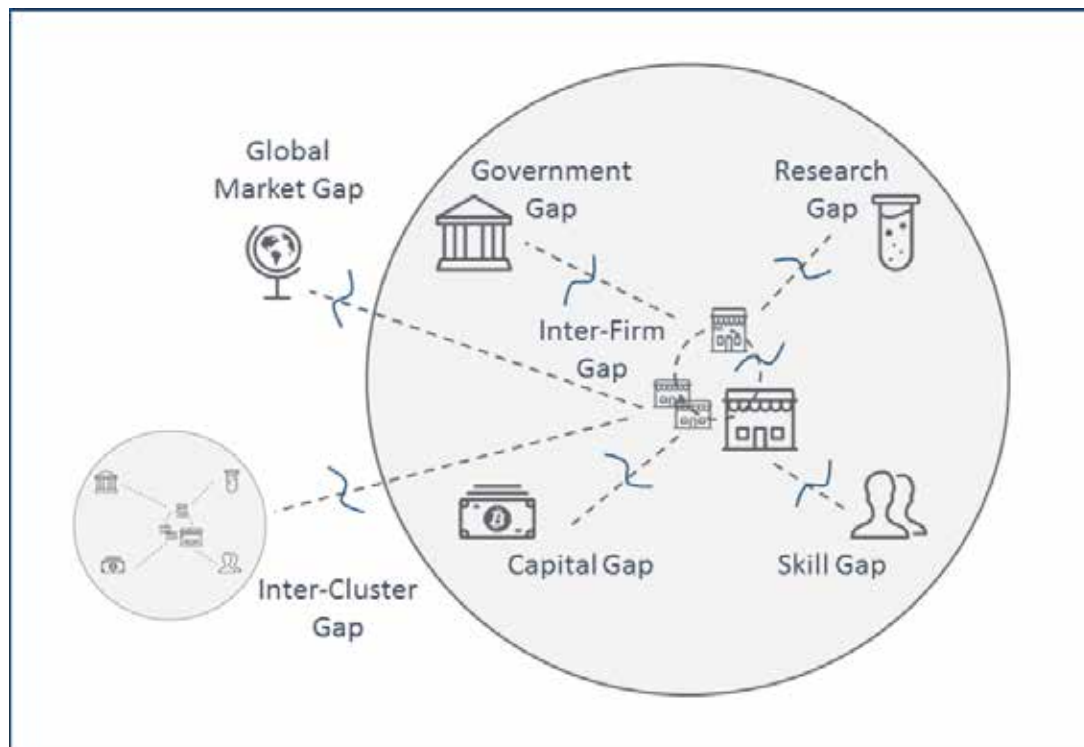 Global
Market Gap
Government
Gap
Research
Gap
Inter-Firm
Gap
Capital Gap
Skill Gap
Inter-Cluster
Gap